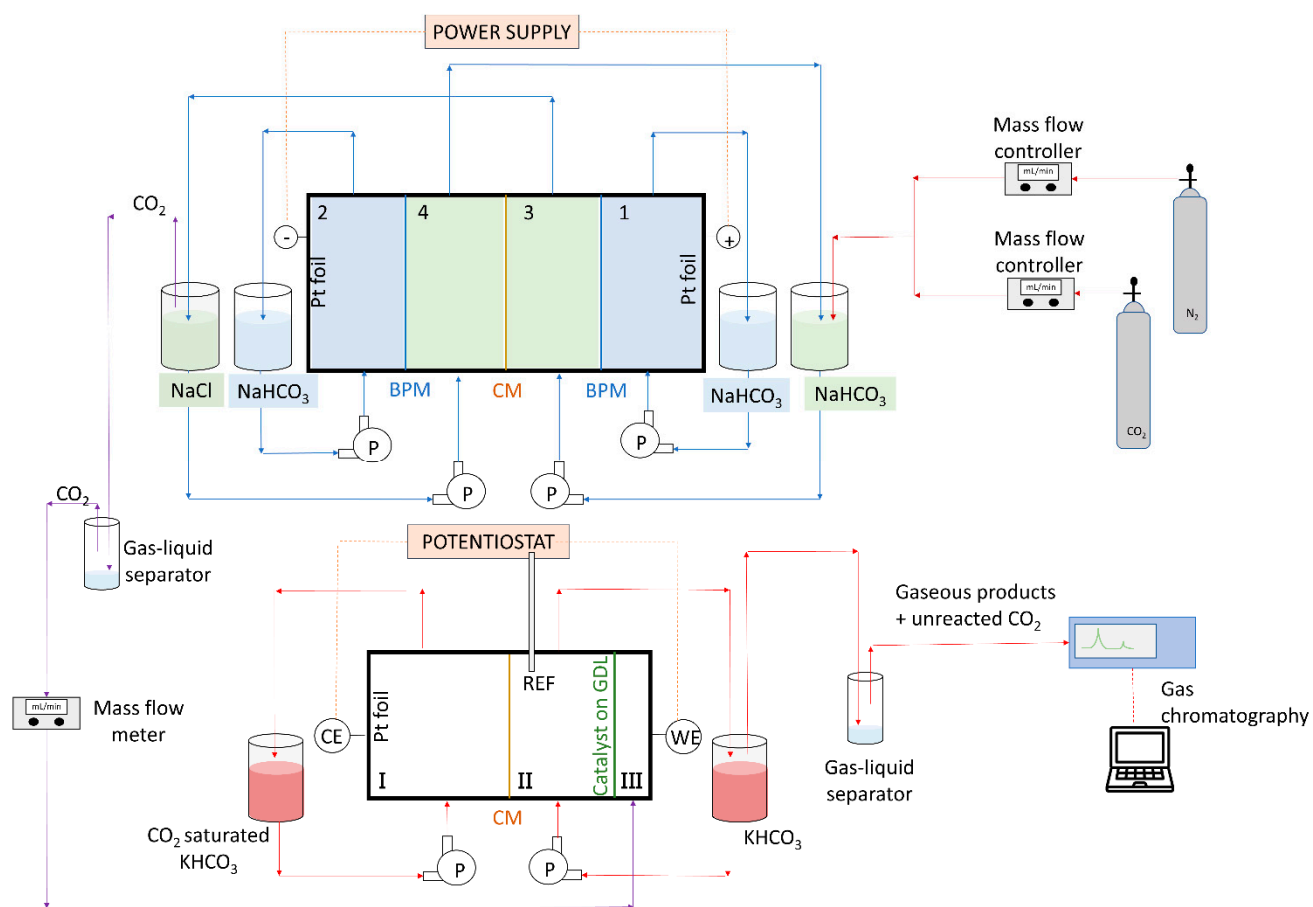 POWER SUPPLY
Mass flow
controller
mL/min
N2
Mass flow
controller
mL/min
CO2
CO2
2
4
3
1
-
+
Pt foil
Pt foil
NaCl
NaHCO3
BPM
CM
BPM
NaHCO3
NaHCO3
P
P
P
P
CO2
Gas-liquid
separator
POTENTIOSTAT
Gaseous products
+ unreacted CO2
mL/min
Mass flow
meter
CE
Pt foil
REF
Catalyst on GDL
WE
I
II
III
Gas
chromatography
Gas-liquid
separator
CO2 saturated
KHCO3
CM
KHCO3
P
P